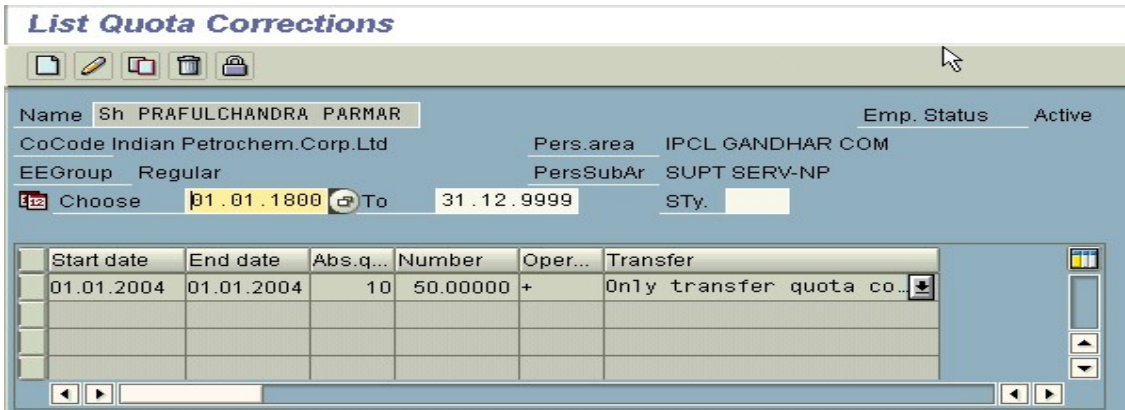 List Quota Corrections
Name Sh PRAFULCHANDRA PARMAR Emp. Status Active
CoCode Indian Petrochem.Corp.Ltd Pers.area IPCL GANDHAR COM
EEGroup Regular PersSubAr SUPT SERV-NP
12 Choose 01.01.1800 To 31.12.9999 STy.
Start date End date Abs.q... Number Oper... Transfer
01.01.2004 01.01.2004 10 50.00000 + Only transfer quota co...